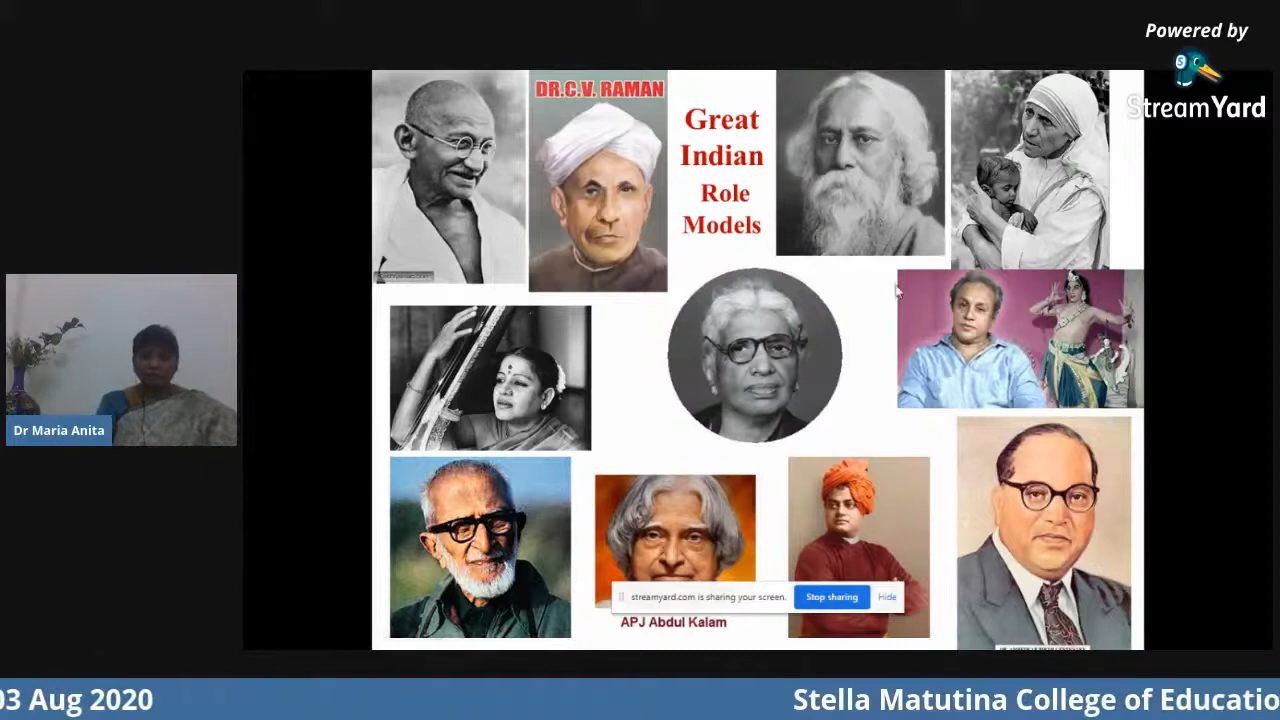 Powered by
StreamYard
DR.C.V. RAMAN
Great
Indian
Role
Models
Dr Maria Anita
streamyard.com is sharing your screen.
Stop sharing
Hide
APJ Abdul Kalam
03 Aug 2020
Stella Matutina College of Educatio